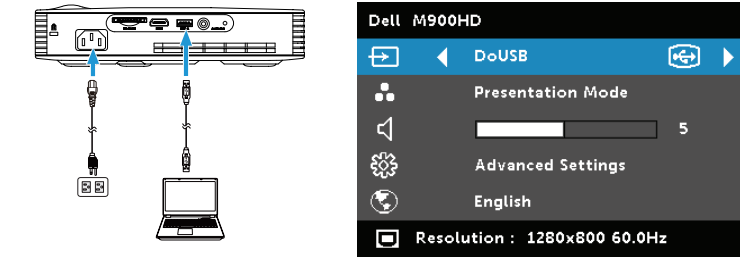 Dell M900HD
DoUSB
Presentation Mode
5
Advanced Settings
English
Resolution : 1280x800 60.0Hz